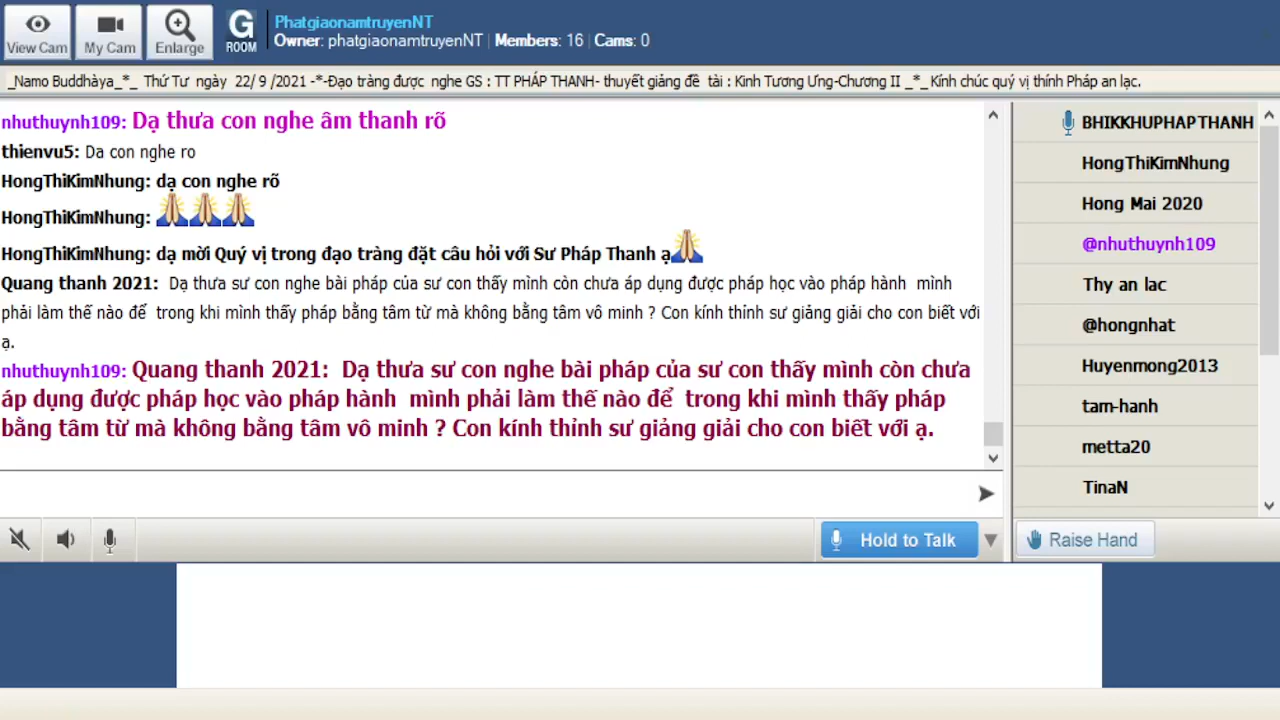 View Cam
My Cam
Enlarge
G
ROOM
PhatgiaonamtruyenNT
Owner: phatgiaonamtruyenNT | Members: 16 | Cams: 0
_Namo Buddhàya_*_ Thứ Tư ngày 22/ 9 /2021 -*-Đạo tràng được nghe GS : TT PHÁP THANH- thuyết giảng đề tài : Kinh Tương Ưng-Chương II _*_ Kính chúc quý vị thính Pháp an lạc.
nhuthuynh109: Dạ thưa con nghe âm thanh rõ
thienvu5: Da con nghe ro
HongThiKimNhung: dạ con nghe rõ
HongThiKimNhung:
HongThiKimNhung: dạ mời Quý vị trong đạo tràng đặt câu hỏi với Sư Pháp Thanh ạ
Quang thanh 2021: Dạ thưa sư con nghe bài pháp của sư con thấy mình còn chưa áp dụng được pháp học vào pháp hành mình
phải làm thế nào để trong khi mình thấy pháp bằng tâm từ mà không bằng tâm vô minh ? Con kính thỉnh sư giảng giải cho con biết với
ạ.
nhuthuynh109: Quang thanh 2021: Dạ thưa sư con nghe bài pháp của sư con thấy mình còn chưa
áp dụng được pháp học vào pháp hành mình phải làm thế nào để trong khi mình thấy pháp
bằng tâm từ mà không bằng tâm vô minh ? Con kính thỉnh sư giảng giải cho con biết với ạ.
Hold to Talk
BHIKKHUPHAPTHANH
HongThiKimNhung
Hong Mai 2020
@nhuthuynh109
Thy an lac
@hongnhat
Huyenmong2013
tam-hanh
metta20
TinaN
Raise Hand